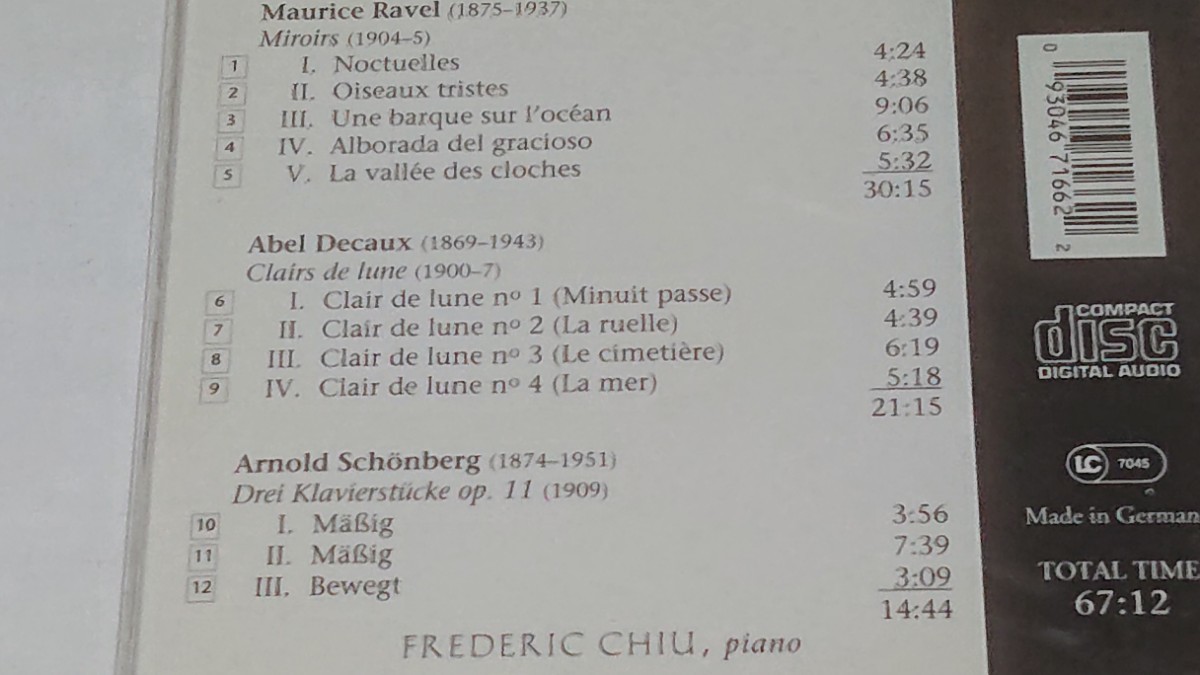 Maurice Ravel (1875–1937)
Miroirs (1904–5)
1 I. Noctuelles 4:24
2 II. Oiseaux tristes 4:38
3 III. Une barque sur l'océan 9:06
4 IV. Alborada del gracioso 6:35
5 V. La vallée des cloches 5:32
30:15
Abel Decaux (1869–1943)
Clairs de lune (1900–7)
6 I. Clair de lune nº 1 (Minuit passe) 4:59
7 II. Clair de lune nº 2 (La ruelle) 4:39
8 III. Clair de lune nº 3 (Le cimetière) 6:19
9 IV. Clair de lune nº 4 (La mer) 5:18
21:15
Arnold Schönberg (1874–1951)
Drei Klavierstücke op. 11 (1909)
10 I. Mäßig 3:56
11 II. Mäßig 7:39
12 III. Bewegt 3:09
14:44
FREDERIC CHIU, piano
0 93046 71662 2
COMPACT
disc
DIGITAL AUDIO
LC 7045
Made in German
TOTAL TIME
67:12